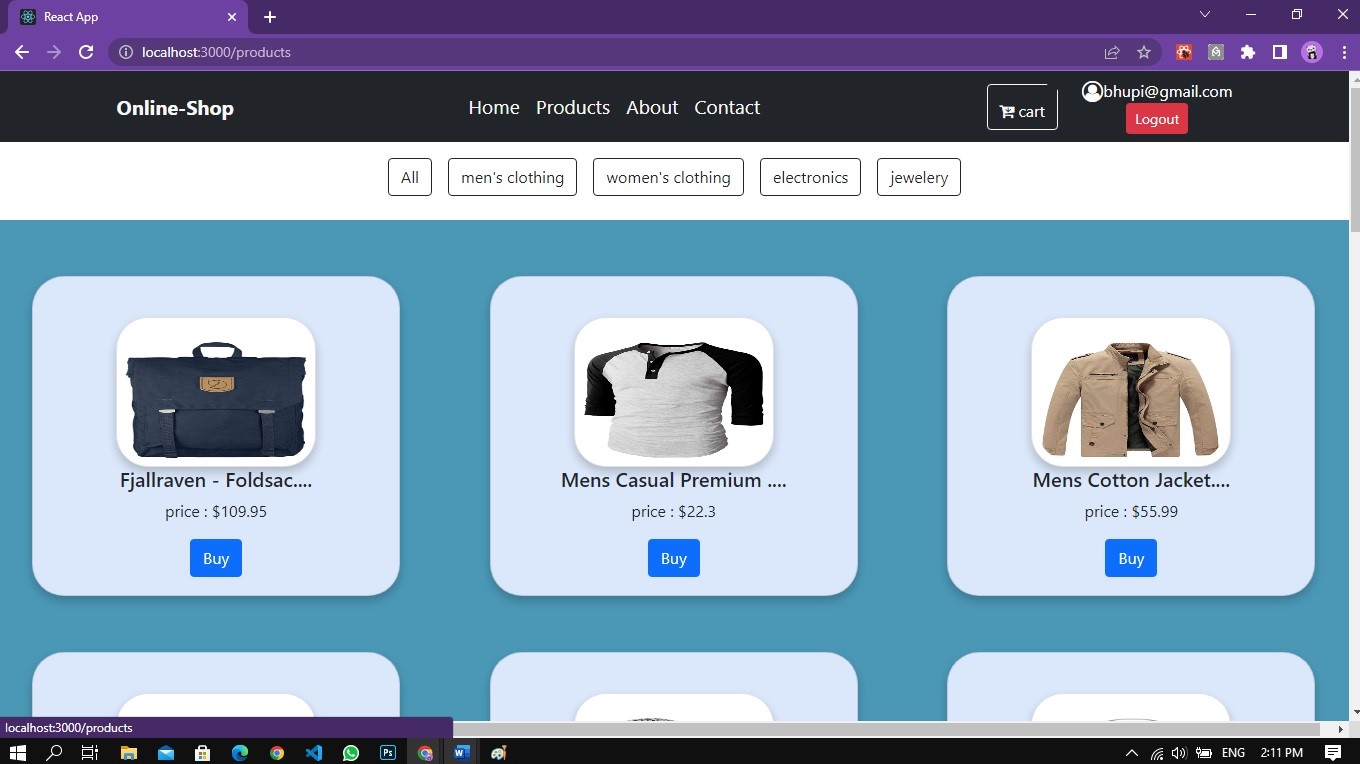 React App
localhost:3000/products
Online-Shop
Home Products About Contact
cart
bhupi@gmail.com
Logout
All men's clothing women's clothing electronics jewelery
Fjallraven - Foldsac.... Mens Casual Premium .... Mens Cotton Jacket....
price : $109.95 price : $22.3 price : $55.99
Buy Buy Buy
localhost:3000/products
Ps W ENG 2:11 PM